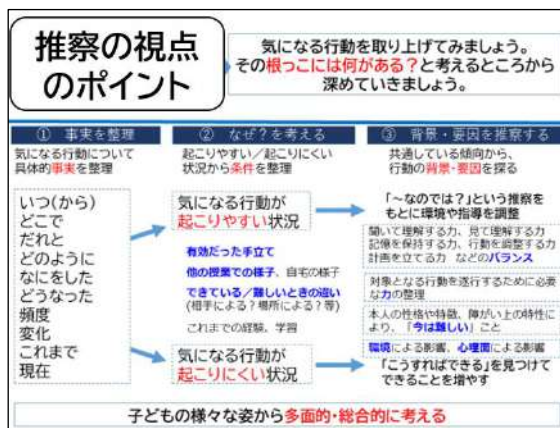 推察の視点
のポイント
気になる行動を取り上げてみましょう。
その根っこには何がある？と考えるところから
深めていきましょう。
① 事実を整理
気になる行動について
具体的事実を整理
いつ(から)
どこで
だれと
どのように
なにをした
どうなった
頻度
変化
これまで
現在
② なぜ？を考える
起こりやすい／起こりにくい
状況から条件を整理
気になる行動が
起こりやすい状況
有効だった手立て
他の授業での様子、自宅の様子
できている／難しいときの違い
(相手による？場所による？等)
これまでの経験、学習
気になる行動が
起こりにくい状況
③ 背景・要因を推察する
共通している傾向から、
行動の背景・要因を探る
「～なのでは？」という推察を
もとに環境や指導を調整
聞いて理解する力、見て理解する力
記憶を保持する力、行動を調整する力
計画を立てる力 などのバランス
対象となる行動を遂行するために必要
な力の整理
本人の性格や特徴、障がい上の特性に
より、「今は難しい」こと
環境による影響、心理面による影響
「こうすればできる」を見つけて
できることを増やす
子どもの様々な姿から多面的・総合的に考える